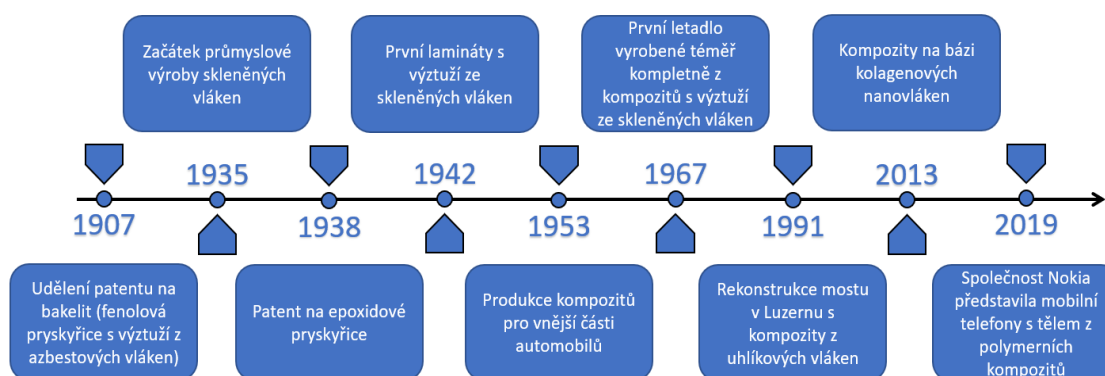 Začátek průmyslové
výroby skleněných
vláken
První lamináty s
výztuží ze
skleněných vláken
První letadlo
vyrobené téměř
kompletně z
kompozitů s výztuží
ze skleněných vláken
Kompozity na bázi
kolagenových
nanovláken
1935
1942
1967
2013
1907
1938
1953
1991
2019
Udělení patentu na
bakelit (fenolová
pryskyřice s výztuží z
azbestových vláken)
Patent na epoxidové
pryskyřice
Produkce kompozitů
pro vnější části
automobilů
Rekonstrukce mostu
v Luzernu s
kompozity z
uhlíkových vláken
Společnost Nokia
představila mobilní
telefony s tělem z
polymerních
kompozitů